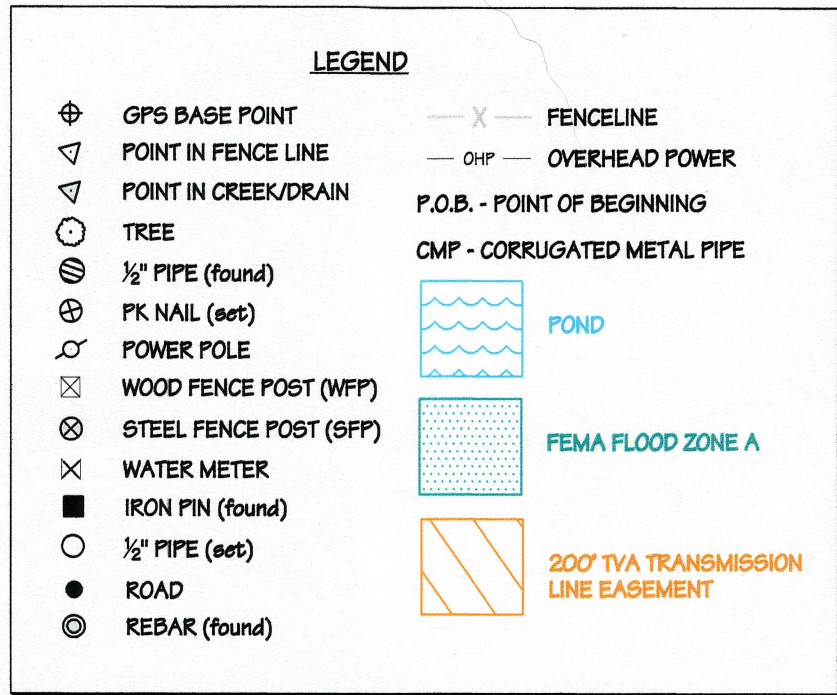 LEGEND
GPS BASE POINT
POINT IN FENCE LINE
POINT IN CREEK/DRAIN
TREE
½" PIPE (found)
PK NAIL (set)
POWER POLE
WOOD FENCE POST (WFP)
STEEL FENCE POST (SFP)
WATER METER
IRON PIN (found)
½" PIPE (set)
ROAD
REBAR (found)
X FENCELINE
OHP OVERHEAD POWER
P.O.B. - POINT OF BEGINNING
CMP - CORRUGATED METAL PIPE
POND
FEMA FLOOD ZONE A
200' TVA TRANSMISSION
LINE EASEMENT